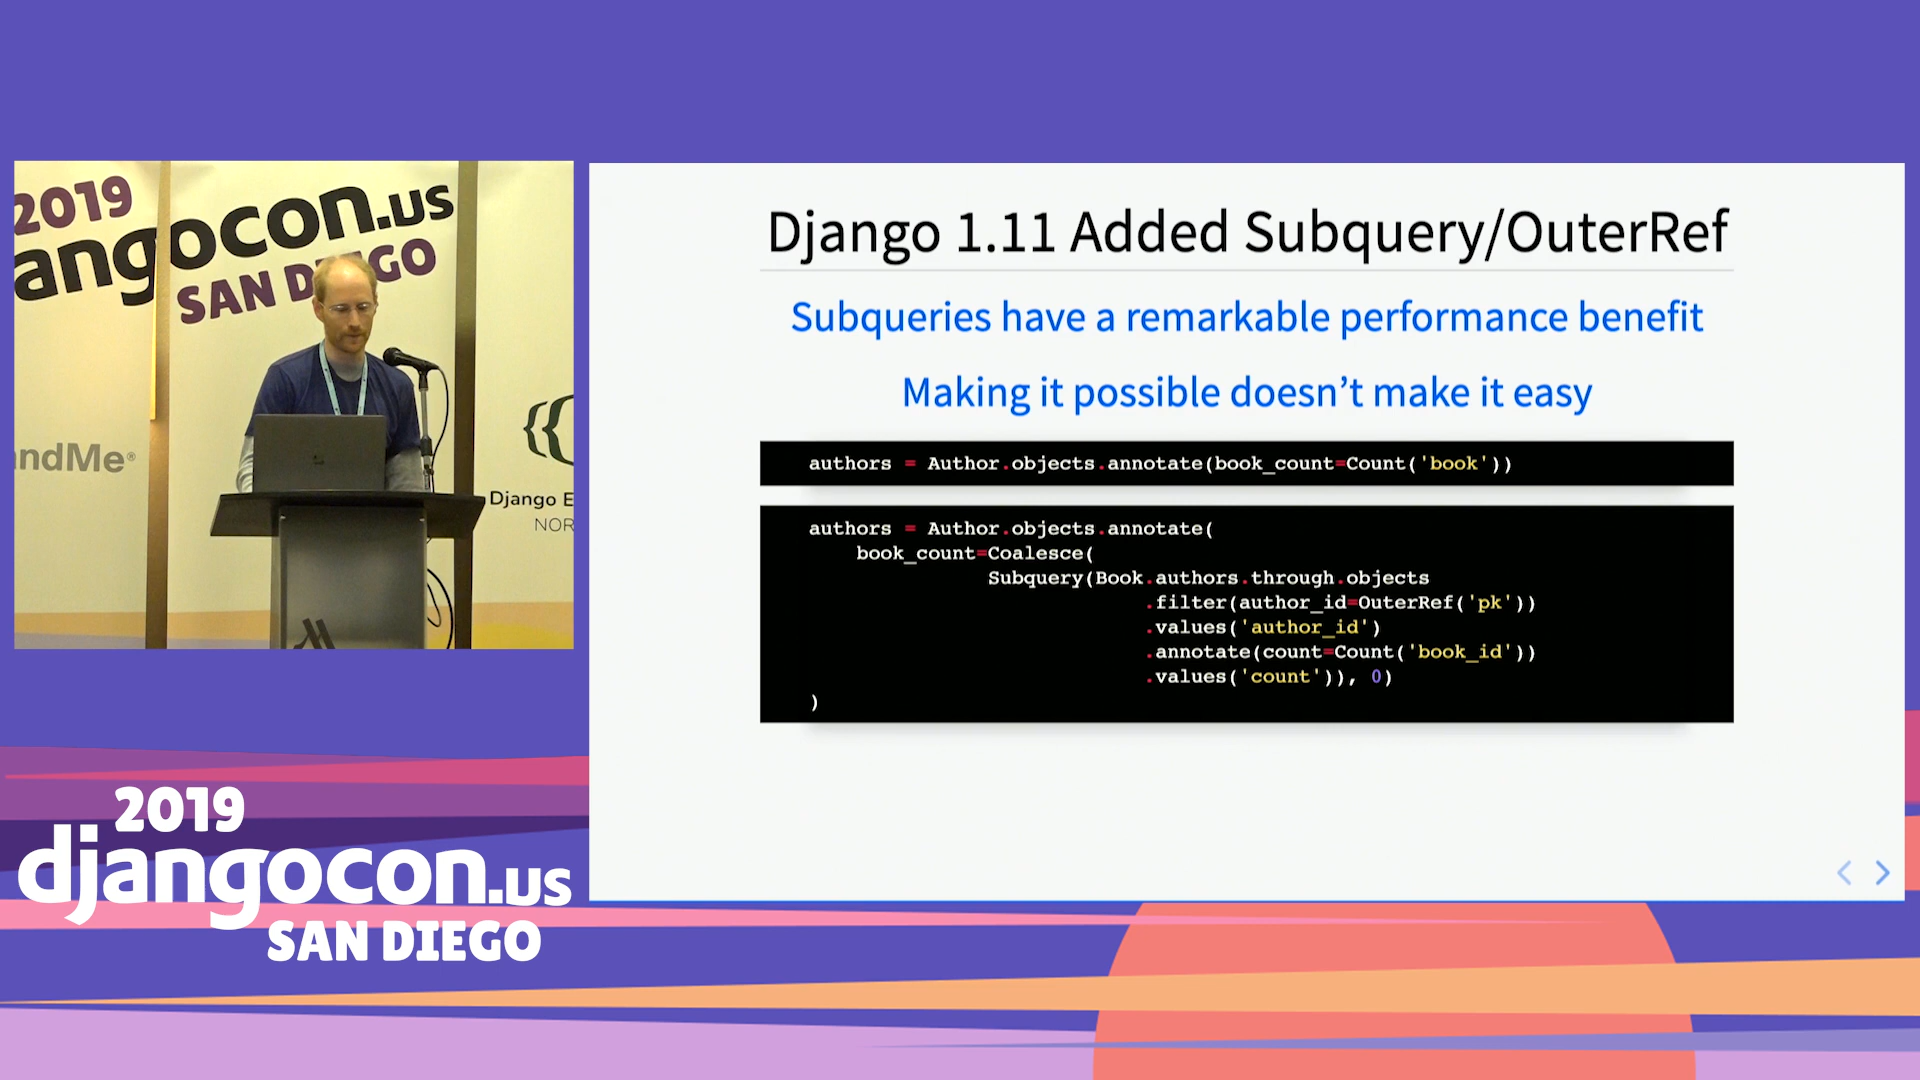 2019
angocon.us
SAN DIEGO
ndMe®
Django E
NOR
2019
djangocon.us
SAN DIEGO
Django 1.11 Added Subquery/OuterRef
Subqueries have a remarkable performance benefit
Making it possible doesn’t make it easy
authors = Author.objects.annotate(book_count=Count('book'))
authors = Author.objects.annotate(
    book_count=Coalesce(
               Subquery(Book.authors.through.objects
                            .filter(author_id=OuterRef('pk'))
                            .values('author_id')
                            .annotate(count=Count('book_id'))
                            .values('count')), 0)
)